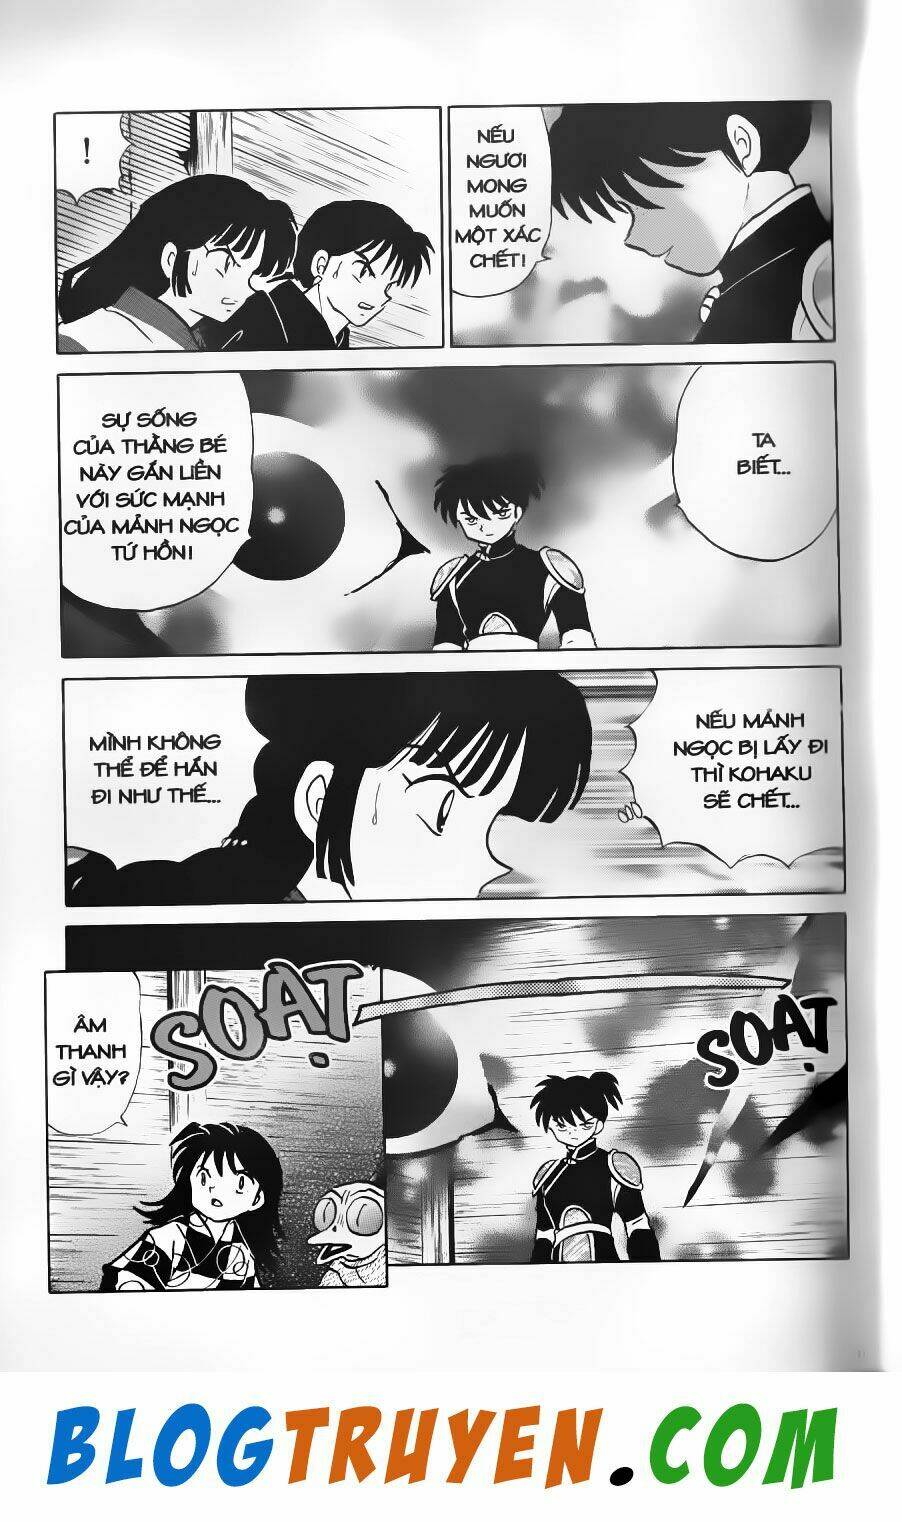 NẾU
NGƯƠI
MONG
MUỐN
MỘT XÁC
CHẾT!
!
TA
BIẾT...
SỰ SỐNG
CỦA THẰNG BÉ
NÀY GẮN LIỀN
VỚI SỨC MẠNH
CỦA MẢNH NGỌC
TỨ HỒN!
NẾU MẢNH
NGỌC BỊ LẤY ĐI
THÌ KOHAKU
SẼ CHẾT...
MÌNH KHÔNG
THỂ ĐỂ HẮN
ĐI NHƯ THẾ...
SOẠT
SOẠT
ÂM
THANH
GÌ VẬY?
BLOGTRUYEN.COM